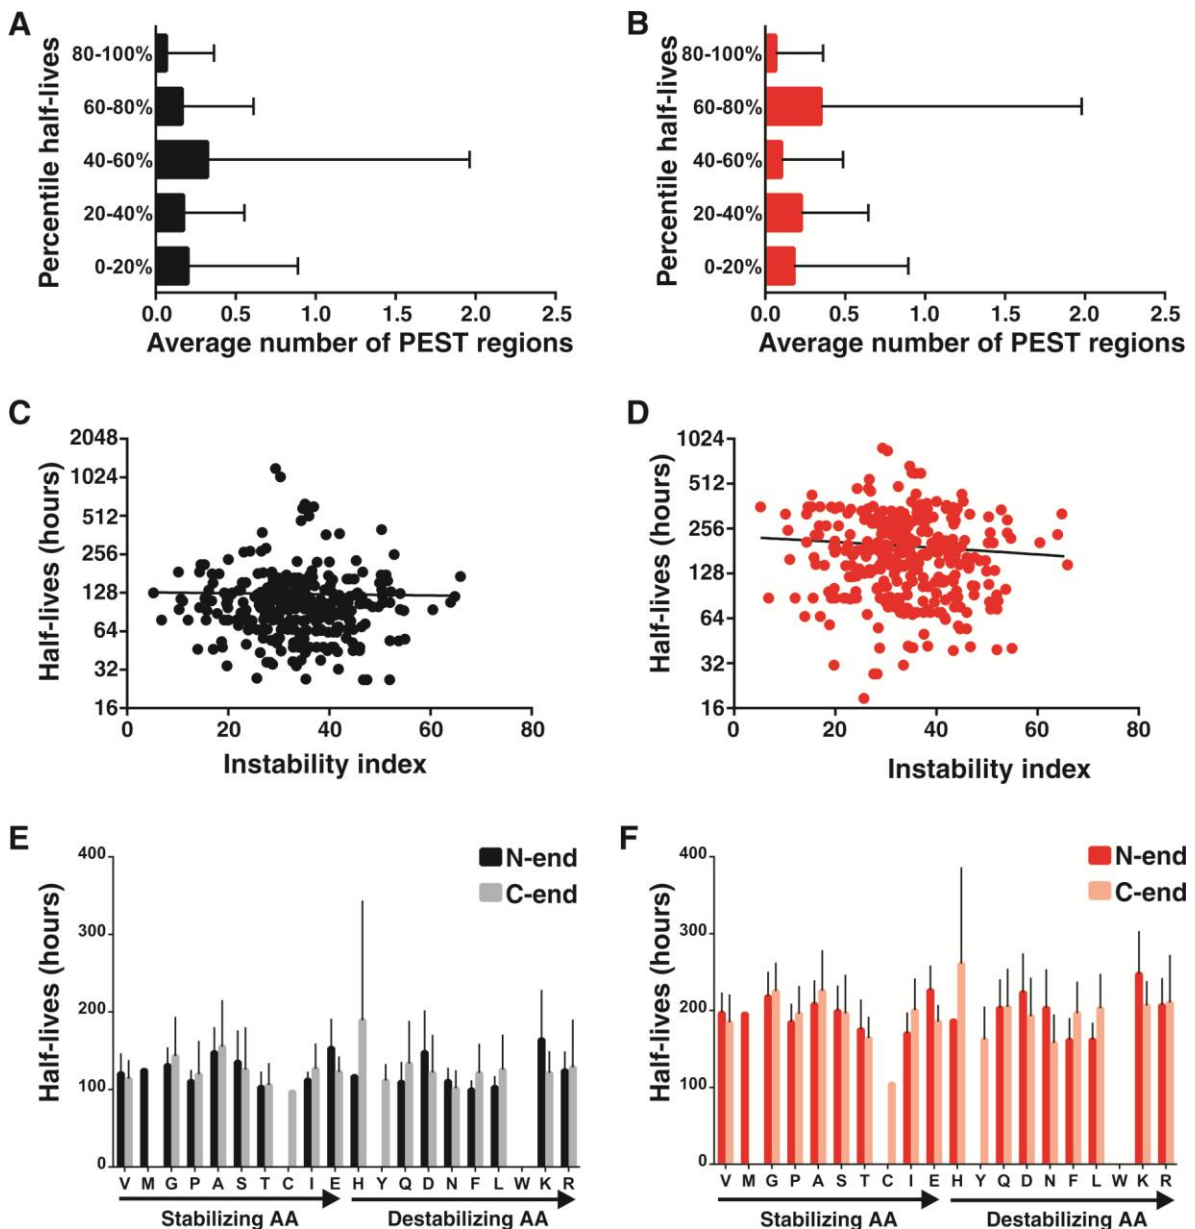 A
Percentile half-lives
80-100%
60-80%
40-60%
20-40%
0-20%
0.0 0.5 1.0 1.5 2.0 2.5
Average number of PEST regions
B
Percentile half-lives
80-100%
60-80%
40-60%
20-40%
0-20%
0.0 0.5 1.0 1.5 2.0 2.5
Average number of PEST regions
C
Half-lives (hours)
2048
1024
512
256
128
64
32
16
0 20 40 60 80
Instability index
D
Half-lives (hours)
1024
512
256
128
64
32
16
0 20 40 60 80
Instability index
E
Half-lives (hours)
400
300
200
100
0
N-end
C-end
V M G P A S T C I E H Y Q D N F L W K R
Stabilizing AA Destabilizing AA
F
Half-lives (hours)
400
300
200
100
0
N-end
C-end
V M G P A S T C I E H Y Q D N F L W K R
Stabilizing AA Destabilizing AA